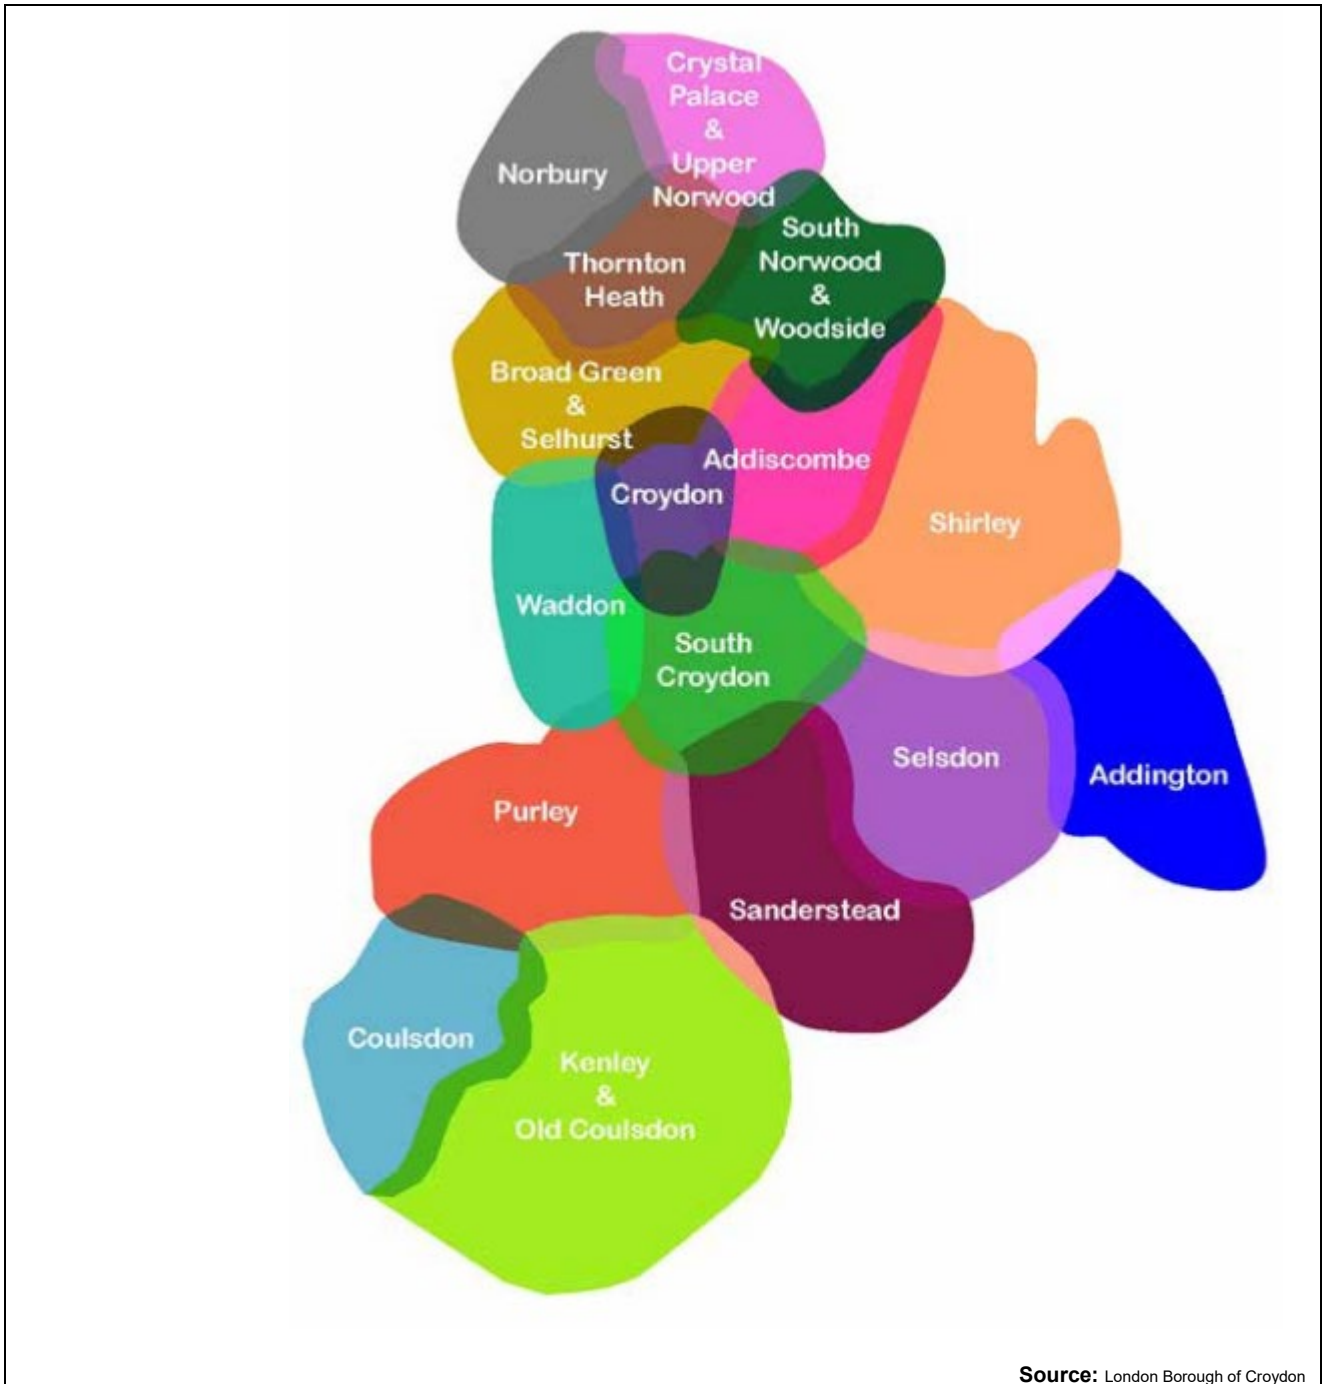 Crystal
Palace
&
Upper
Norwood
Norbury
South
Norwood
&
Woodside
Thornton
Heath
Broad Green
&
Selhurst
Addiscombe
Croydon
Shirley
Waddon
South
Croydon
Selsdon
Addington
Purley
Sanderstead
Coulsdon
Kenley
&
Old Coulsdon
Source: London Borough of Croydon